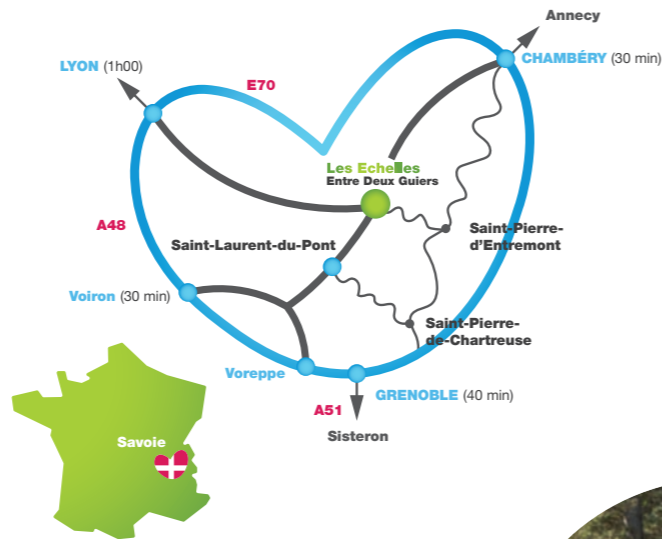 Annecy
LYON (1h00)
CHAMBÉRY (30 min)
E70
Les Echelles
Entre Deux Guiers
A48
Saint-Pierre-
d'Entremont
Saint-Laurent-du-Pont
Voiron (30 min)
Saint-Pierre-
de-Chartreuse
Voreppe
GRENOBLE (40 min)
A51
Sisteron
Savoie